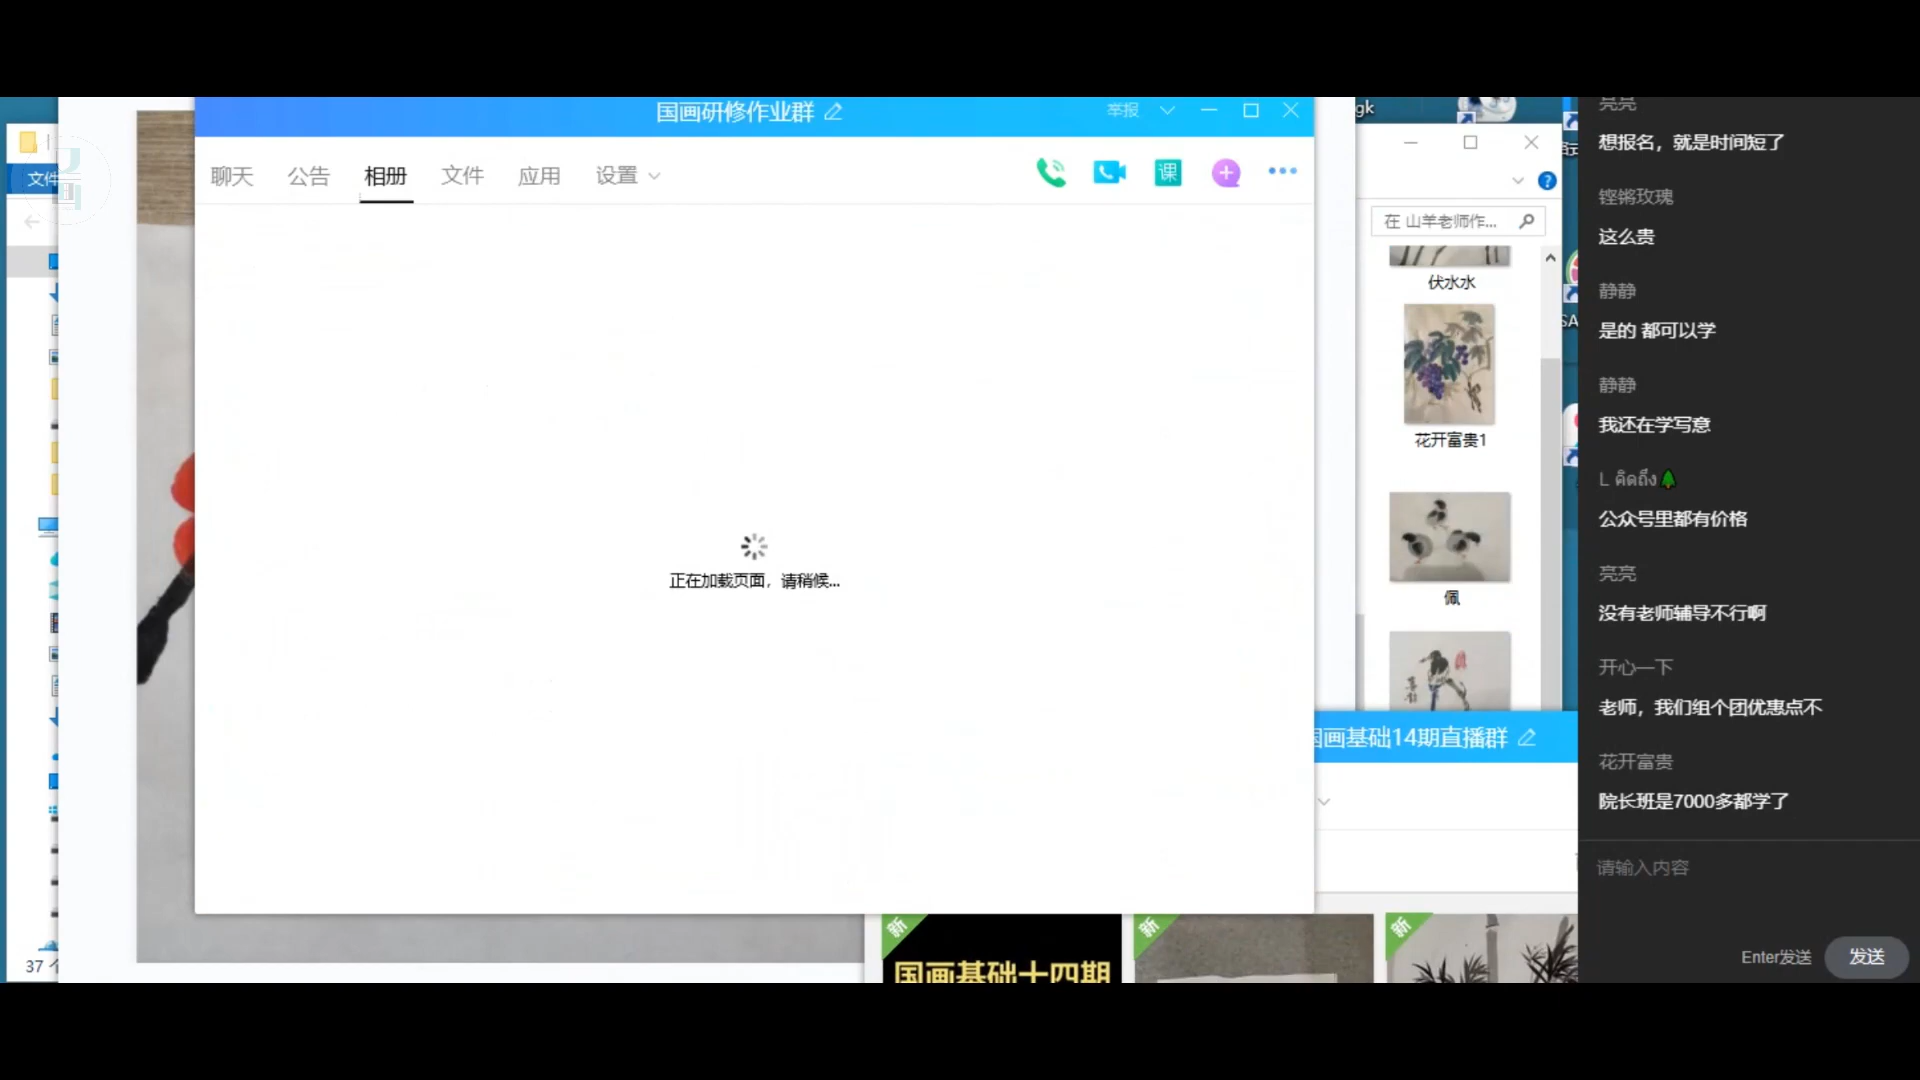 国画研修作业群
举报
聊天 公告 相册 文件 应用 设置
课
正在加载页面，请稍候...
文件
37 个
gk
在 山羊老师作...
伏水水
花开富贵1
佩
SA
国画基础14期直播群
新
国画基础十四期
新
新
亮亮
想报名，就是时间短了
铿锵玫瑰
这么贵
静静
是的 都可以学
静静
我还在学写意
L คิดถึง🌲
公众号里都有价格
亮亮
没有老师辅导不行啊
开心一下
老师，我们组个团优惠点不
花开富贵
院长班是7000多都学了
请输入内容
Enter发送 发送